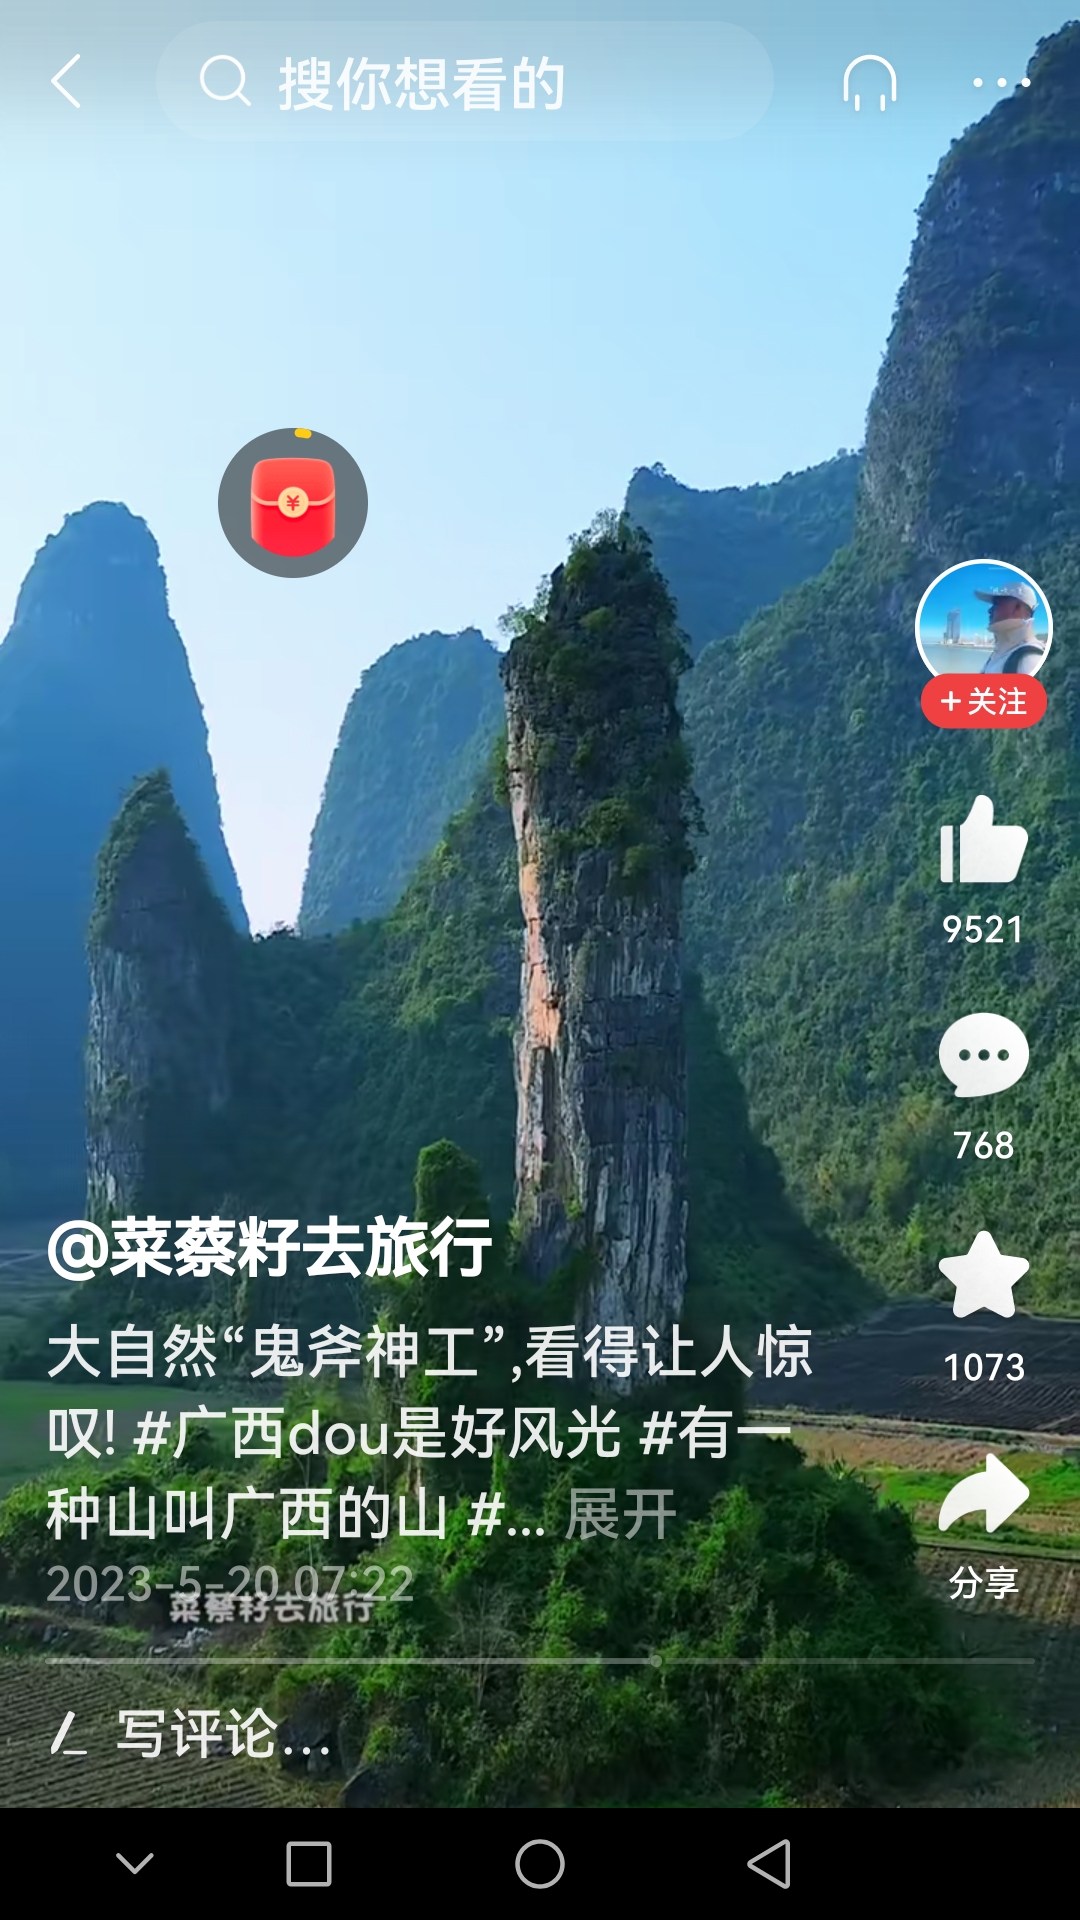 搜你想看的
¥
+关注
9521
768
@菜蔡籽去旅行
大自然“鬼斧神工”,看得让人惊
叹! #广西dou是好风光 #有一
种山叫广西的山 #... 展开
1073
2023-5-20 07:22
菜蔡籽去旅行
分享
写评论...